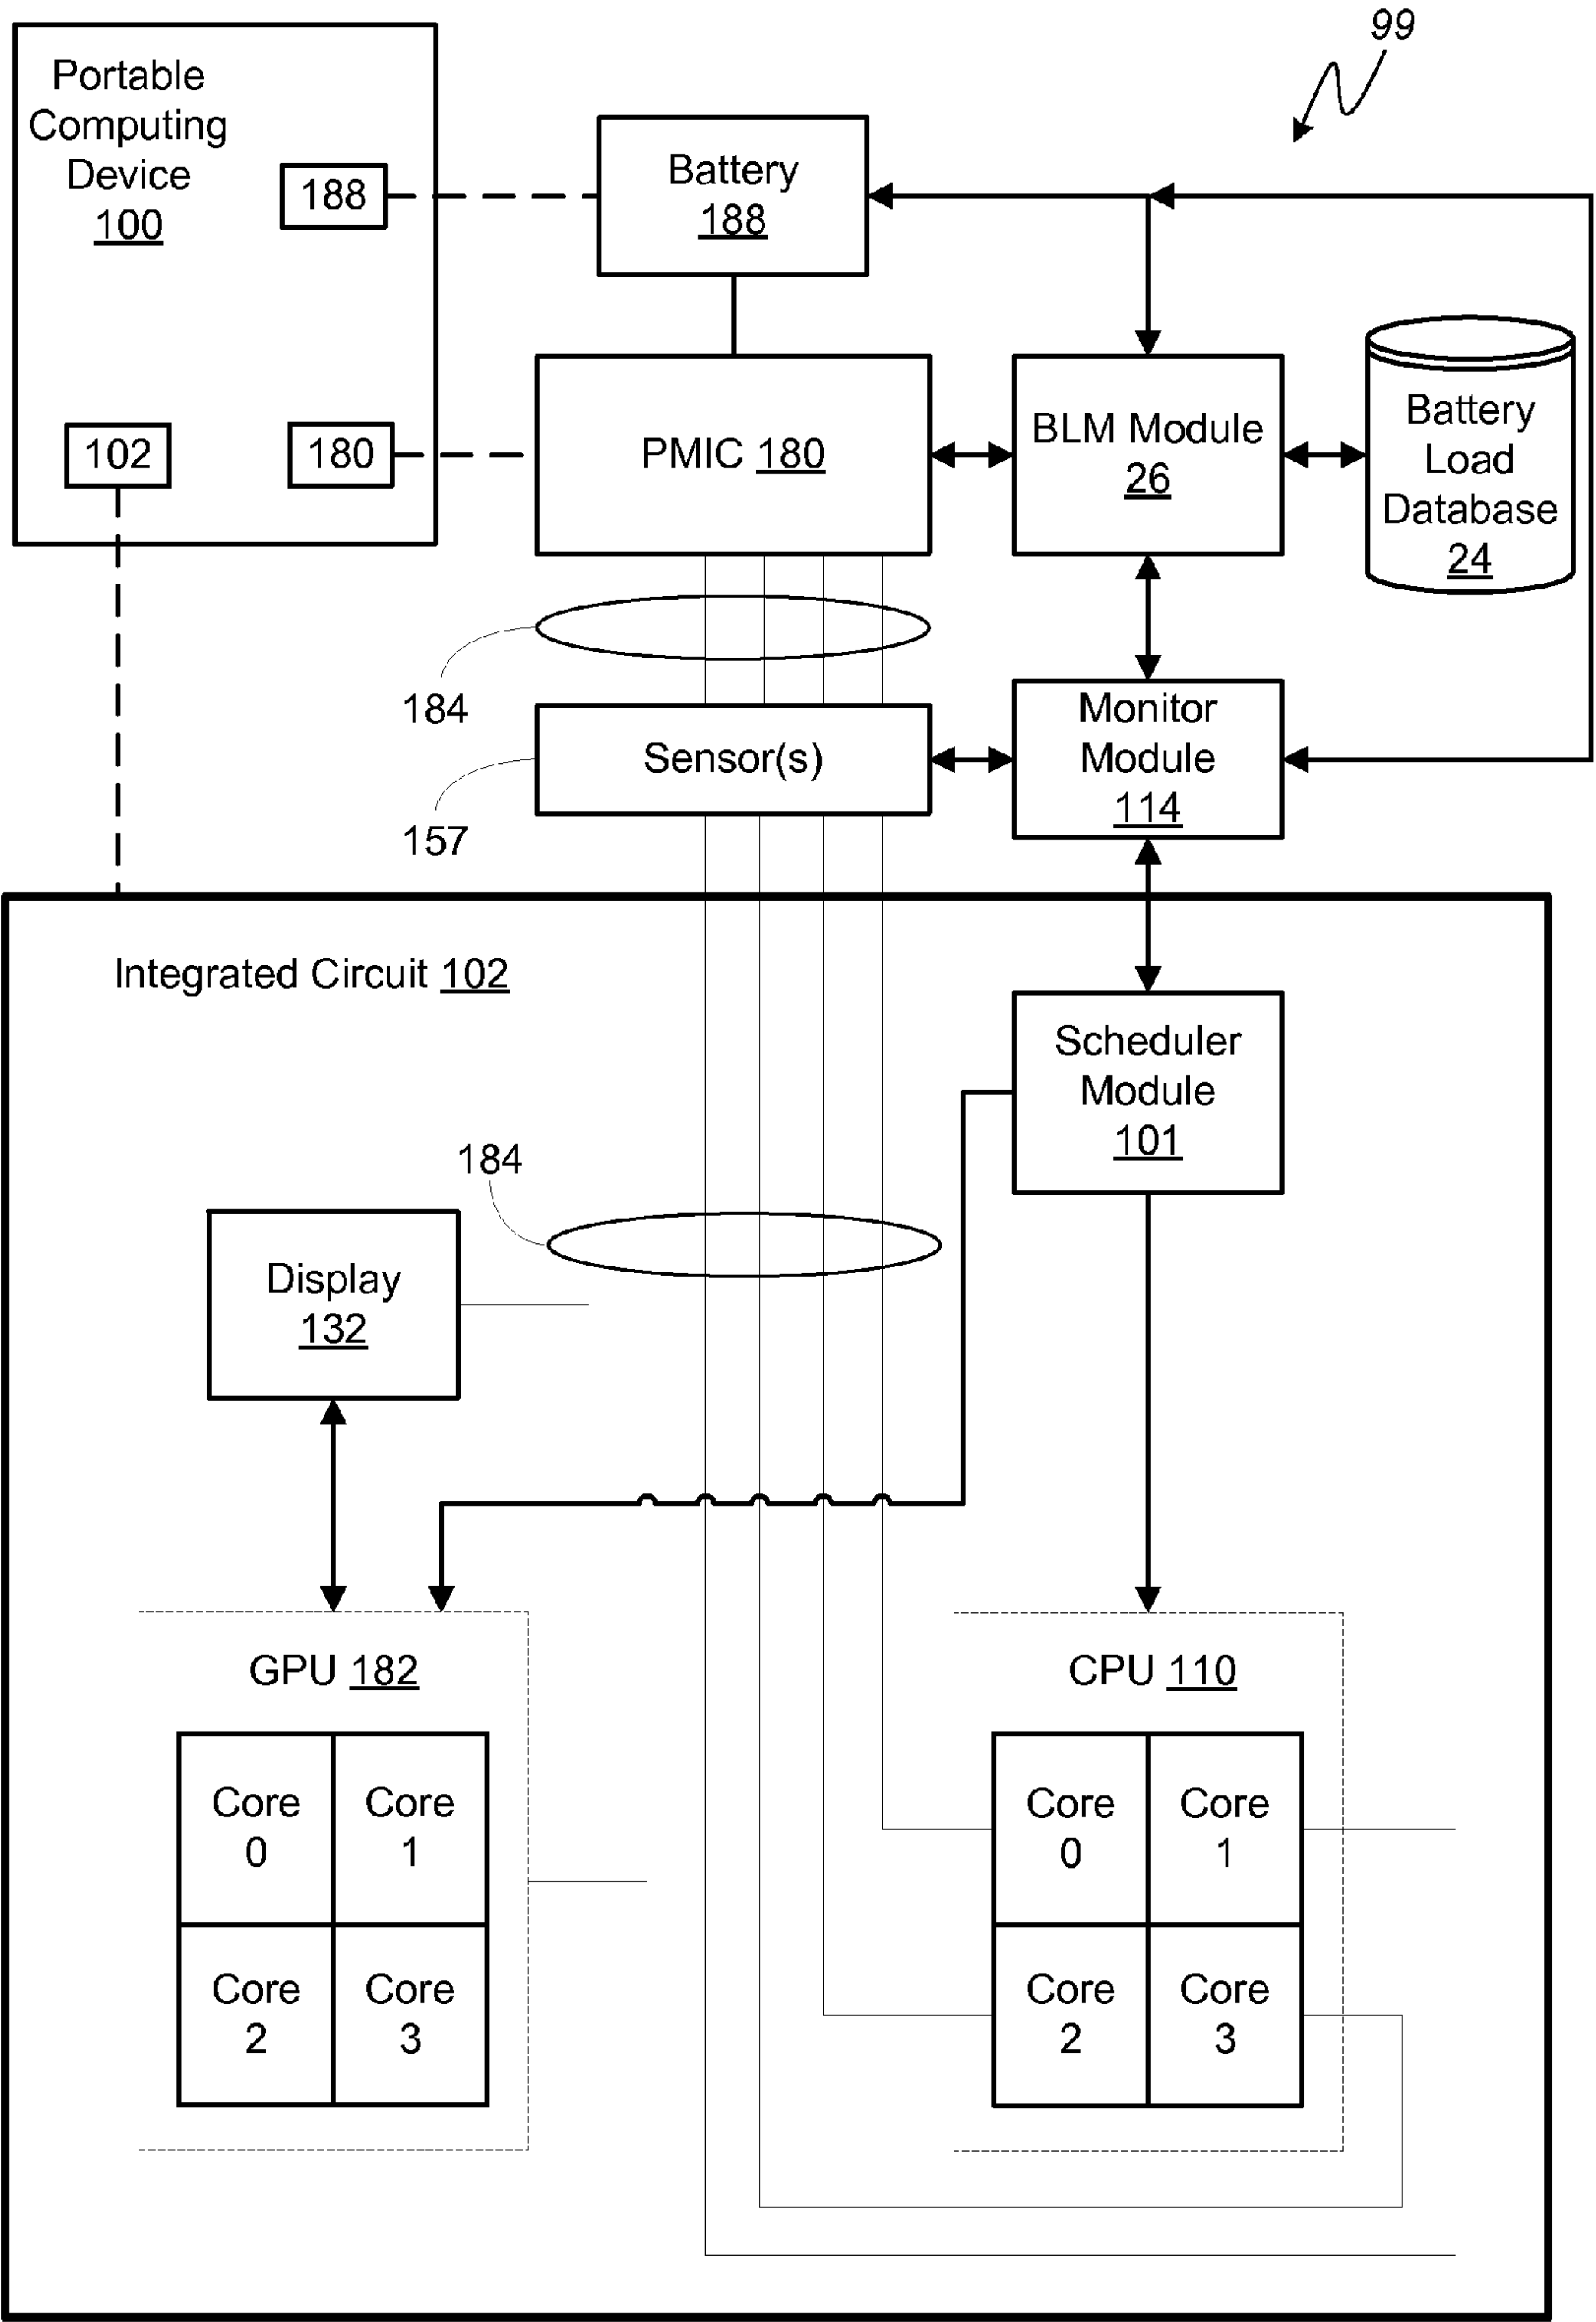 99
Portable
Computing
Device
100
188
102
180
Battery
188
PMIC 180
BLM Module
26
Battery
Load
Database
24
184
Sensor(s)
157
Monitor
Module
114
Integrated Circuit 102
Scheduler
Module
101
184
Display
132
GPU 182
Core
0
Core
1
Core
2
Core
3
CPU 110
Core
0
Core
1
Core
2
Core
3